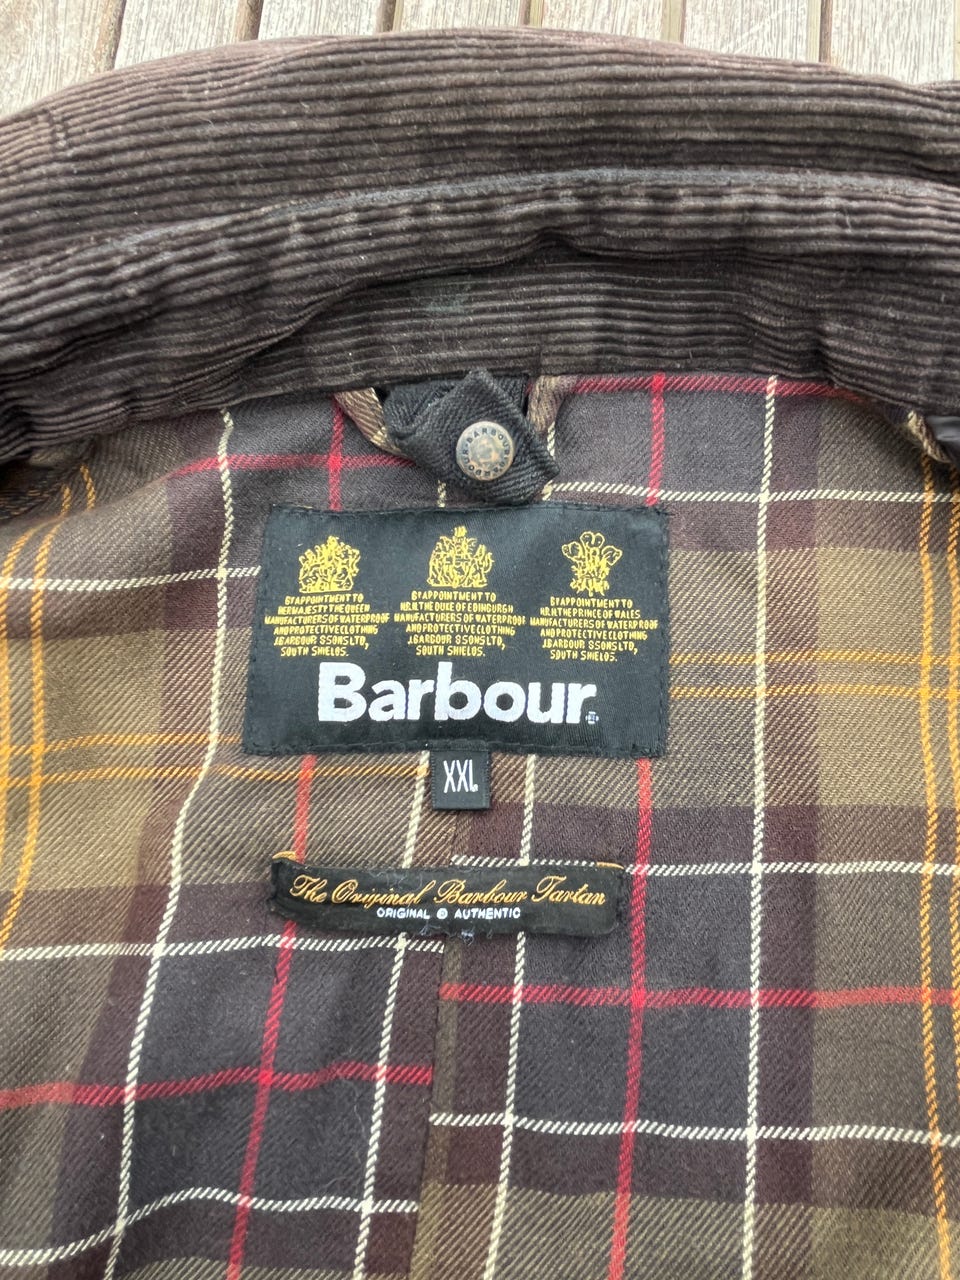 BARBOUR BARBOUR
BY APPOINTMENT TO
HER MAJESTY THE QUEEN
MANUFACTURERS OF WATERPROOF
AND PROTECTIVE CLOTHING
J.BARBOUR & SONS LTD,
SOUTH SHIELDS.
BY APPOINTMENT TO
H.R.H. THE DUKE OF EDINBURGH
MANUFACTURERS OF WATERPROOF
AND PROTECTIVE CLOTHING
J.BARBOUR & SONS LTD,
SOUTH SHIELDS.
BY APPOINTMENT TO
H.R.H. THE PRINCE OF WALES
MANUFACTURERS OF WATERPROOF
AND PROTECTIVE CLOTHING
J.BARBOUR & SONS LTD,
SOUTH SHIELDS.
Barbour
XXL
The Original Barbour Tartan
ORIGINAL & AUTHENTIC